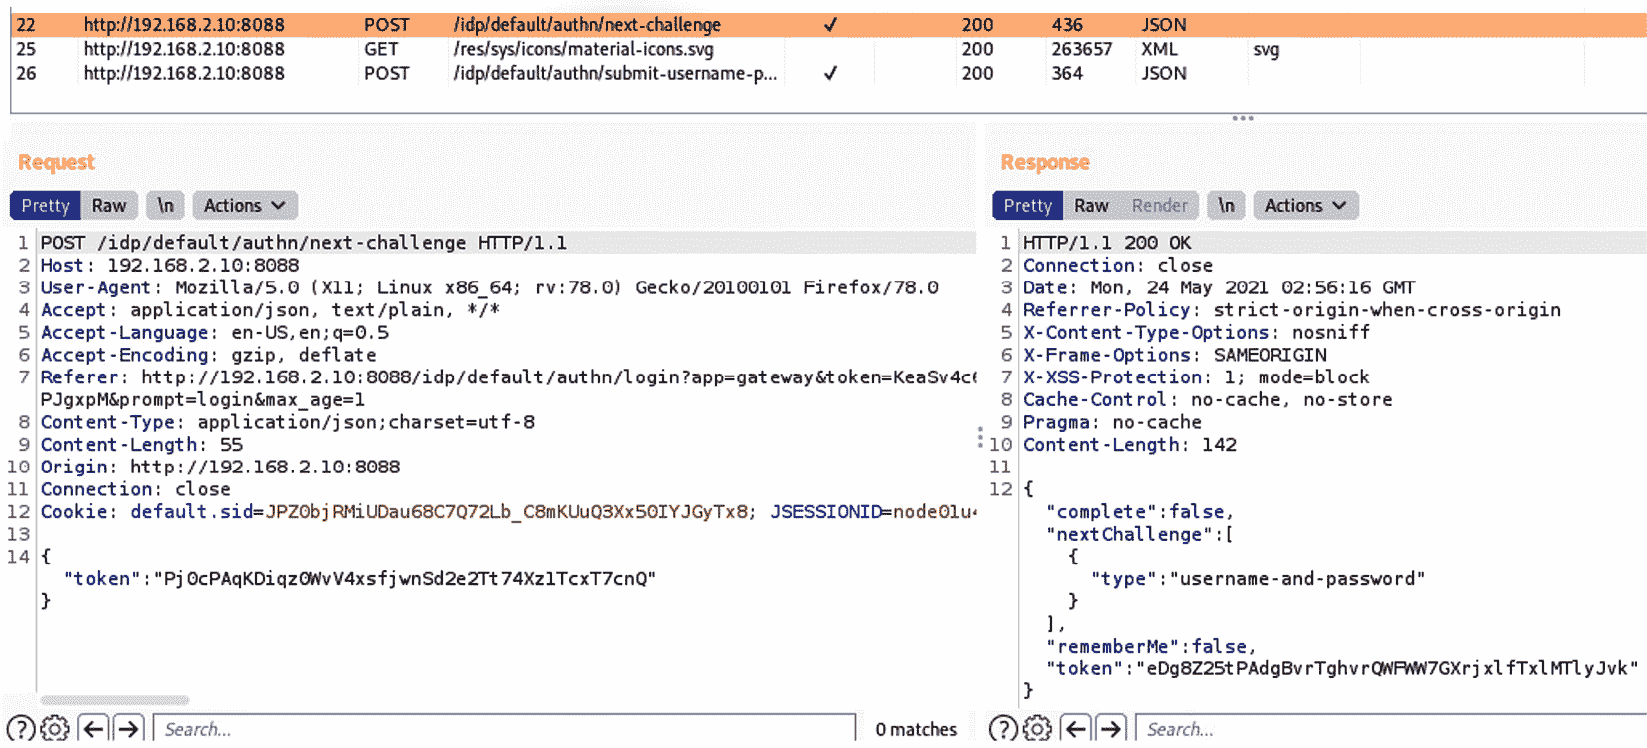 22 http://192.168.2.10:8088 POST /idp/default/authn/next-challenge ✓ 200 436 JSON
25 http://192.168.2.10:8088 GET /res/sys/icons/material-icons.svg 200 263657 XML svg
26 http://192.168.2.10:8088 POST /idp/default/authn/submit-username-p... ✓ 200 364 JSON
Request
Pretty Raw \n Actions
1 POST /idp/default/authn/next-challenge HTTP/1.1
2 Host: 192.168.2.10:8088
3 User-Agent: Mozilla/5.0 (X11; Linux x86_64; rv:78.0) Gecko/20100101 Firefox/78.0
4 Accept: application/json, text/plain, */*
5 Accept-Language: en-US,en;q=0.5
6 Accept-Encoding: gzip, deflate
7 Referer: http://192.168.2.10:8088/idp/default/authn/login?app=gateway&token=KeaSv4c6
PJgxpM&prompt=login&max_age=1
8 Content-Type: application/json;charset=utf-8
9 Content-Length: 55
10 Origin: http://192.168.2.10:8088
11 Connection: close
12 Cookie: default.sid=JPZ0bjRMiUDau68C7Q72Lb_C8mKUuQ3Xx50IYJGyTx8; JSESSIONID=node01u4
13
14 {
"token":"Pj0cPAqKDiqz0WvV4xsfjwnSd2e2Tt74XzlTcxT7cnQ"
}
Search...
0 matches
Response
Pretty Raw Render \n Actions
1 HTTP/1.1 200 OK
2 Connection: close
3 Date: Mon, 24 May 2021 02:56:16 GMT
4 Referrer-Policy: strict-origin-when-cross-origin
5 X-Content-Type-Options: nosniff
6 X-Frame-Options: SAMEORIGIN
7 X-XSS-Protection: 1; mode=block
8 Cache-Control: no-cache, no-store
9 Pragma: no-cache
10 Content-Length: 142
11
12 {
"complete":false,
"nextChallenge":[
{
"type":"username-and-password"
}
],
"rememberMe":false,
"token":"eDg8Z25tPAdgBvrTghvrQWFWW7GXrjxlfTxlMTlyJvk"
}
Search...